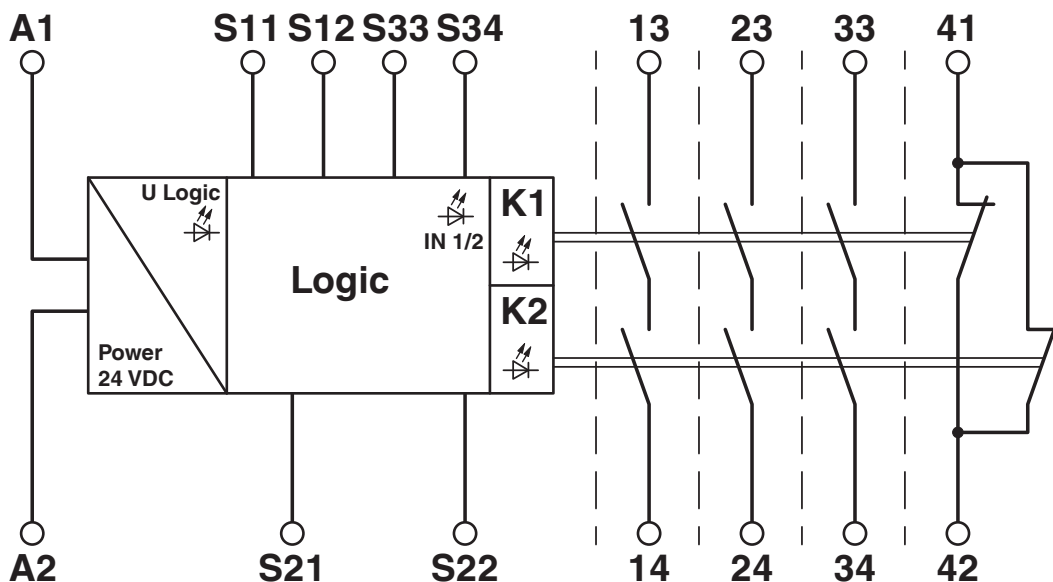 A1 S11 S12 S33 S34 13 23 33 41
U Logic
IN 1/2
K1
Logic
K2
Power
24 VDC
A2 S21 S22 14 24 34 42